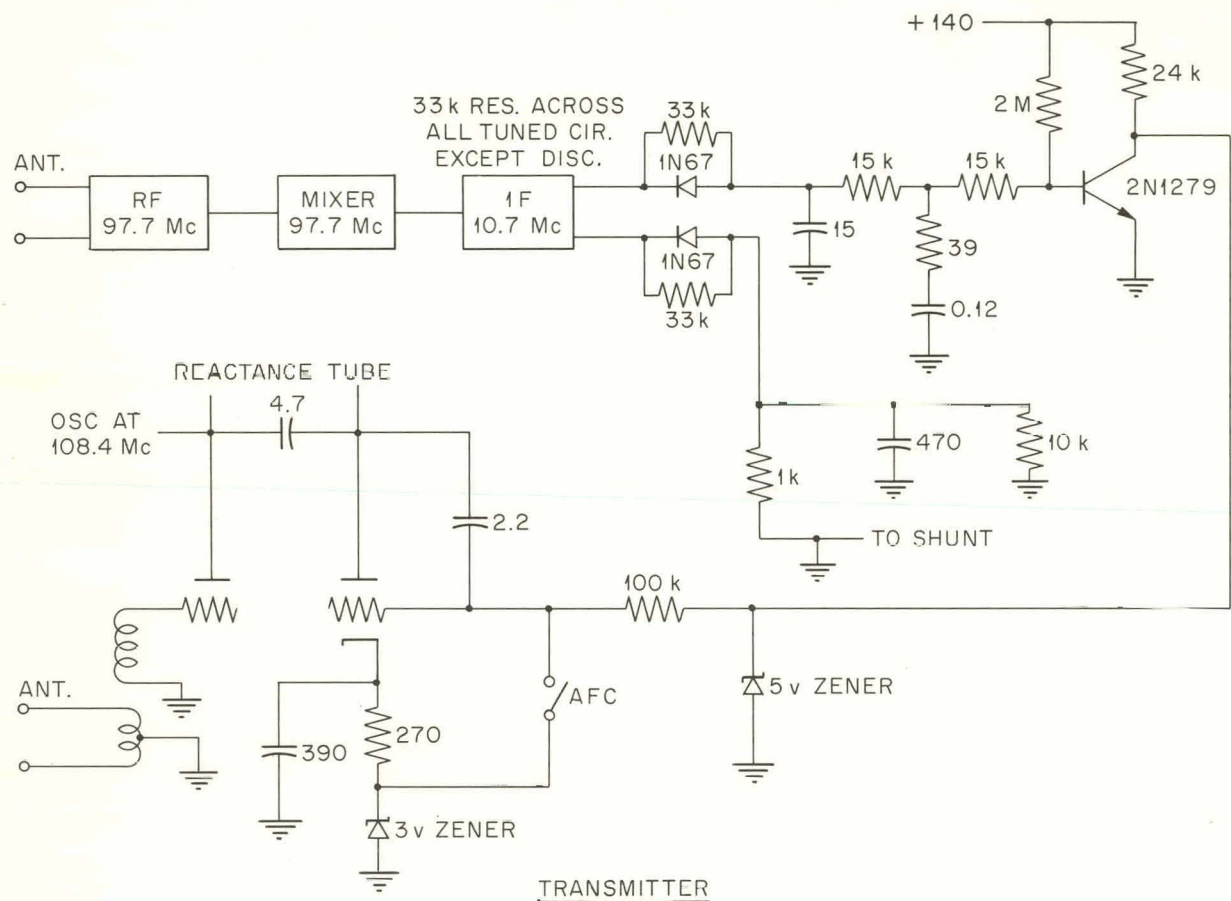 +140
24 k
2 M
33 k RES. ACROSS
ALL TUNED CIR.
EXCEPT DISC.
33 k
1N67
ANT.
RF
97.7 Mc
MIXER
97.7 Mc
1F
10.7 Mc
15 k
15 k
2N1279
15
39
1N67
33 k
0.12
REACTANCE TUBE
4.7
OSC AT
108.4 Mc
470
10 k
1 k
2.2
TO SHUNT
100 k
ANT.
AFC
5 v ZENER
390
270
3 v ZENER
TRANSMITTER